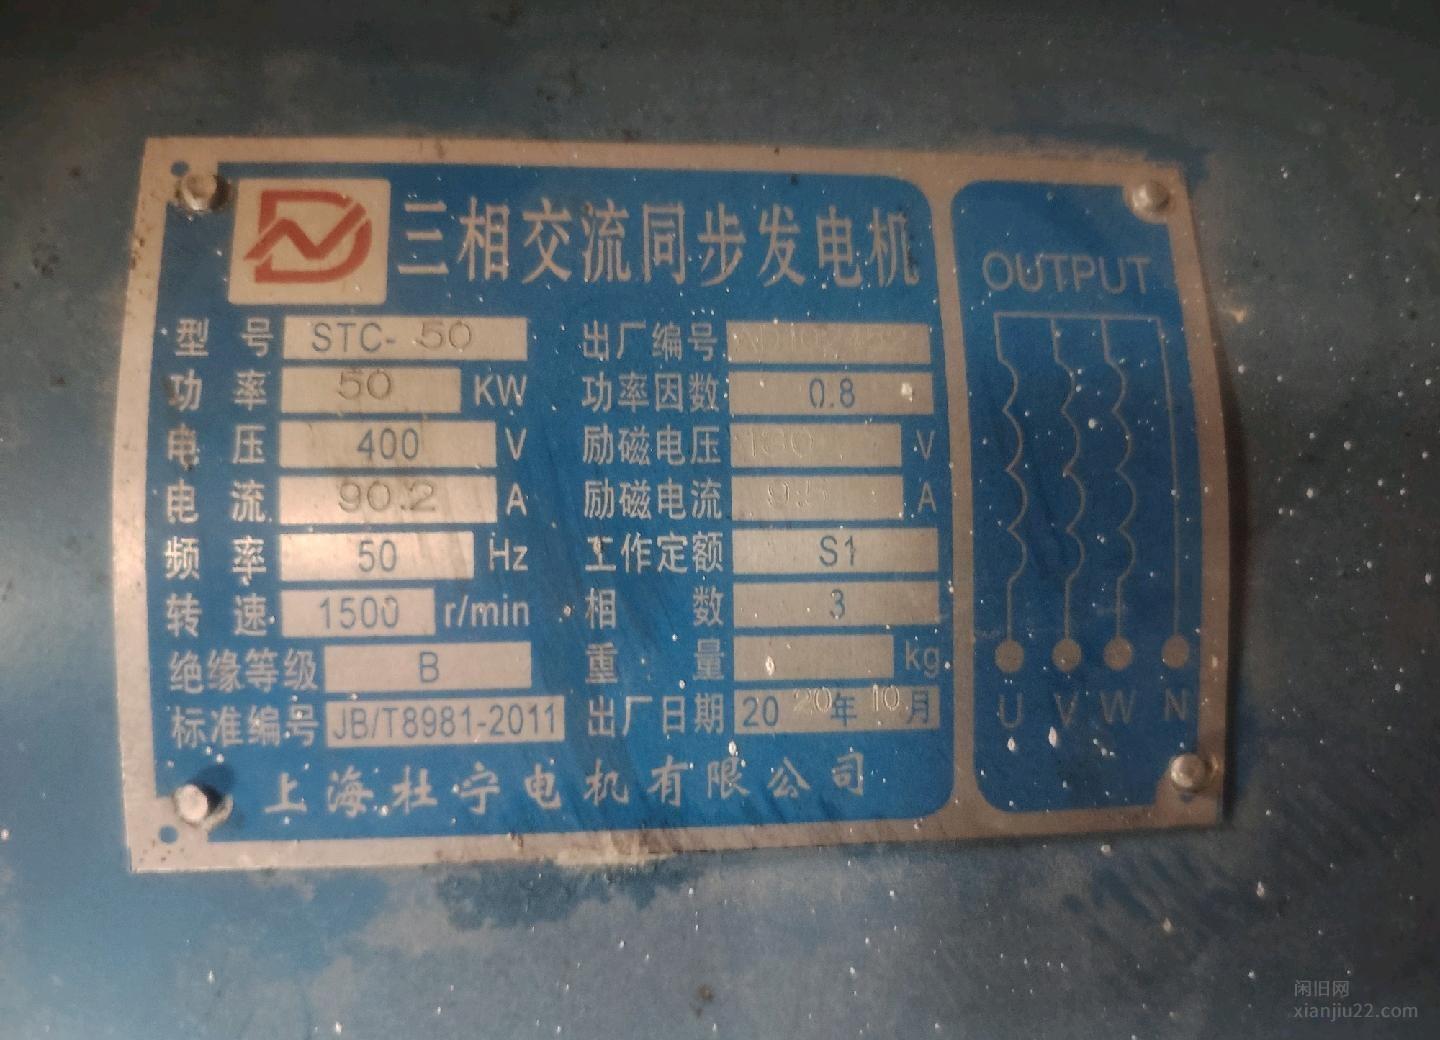 三相交流同步发电机
型号 STC-50 出厂编号
功率 50 KW 功率因数 0.8
电压 400 V 励磁电压 V
电流 90.2 A 励磁电流 A
频率 50 Hz 工作定额 S1
转速 1500 r/min 相数 3
绝缘等级 B 重量 kg
标准编号 JB/T8981-2011 出厂日期 2020年10月
上海杜宁电机有限公司
OUTPUT
U V W N
闲旧网
xianjiu22.com